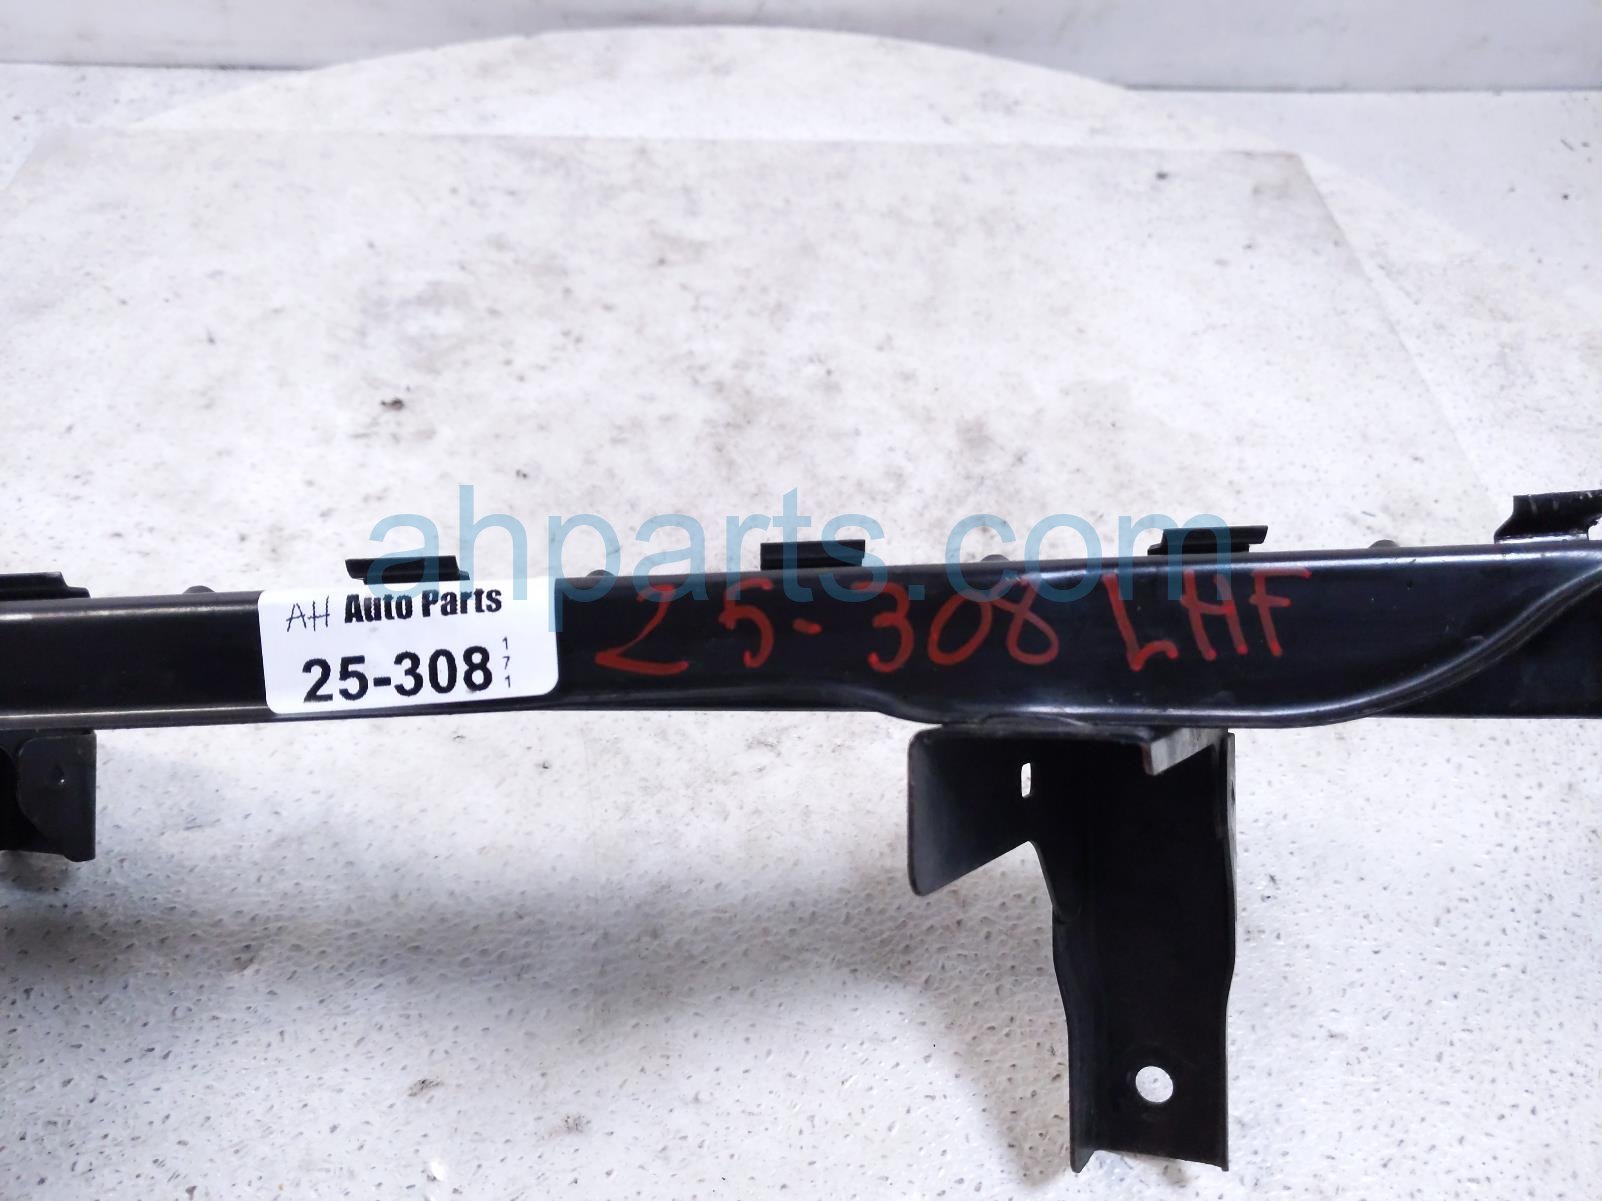 ahparts.com
AH Auto Parts
25-308 171
25-308 LHF